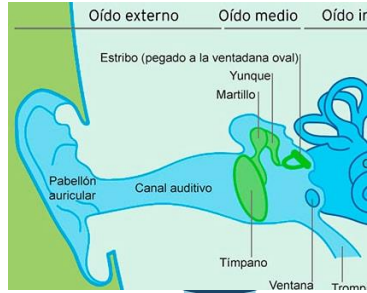 Oído externo
Oído medio
Oído in
Estribo (pegado a la ventadana oval)
Yunque
Martillo
Pabellón
auricular
Canal auditivo
Tímpano
Ventana
Tromp